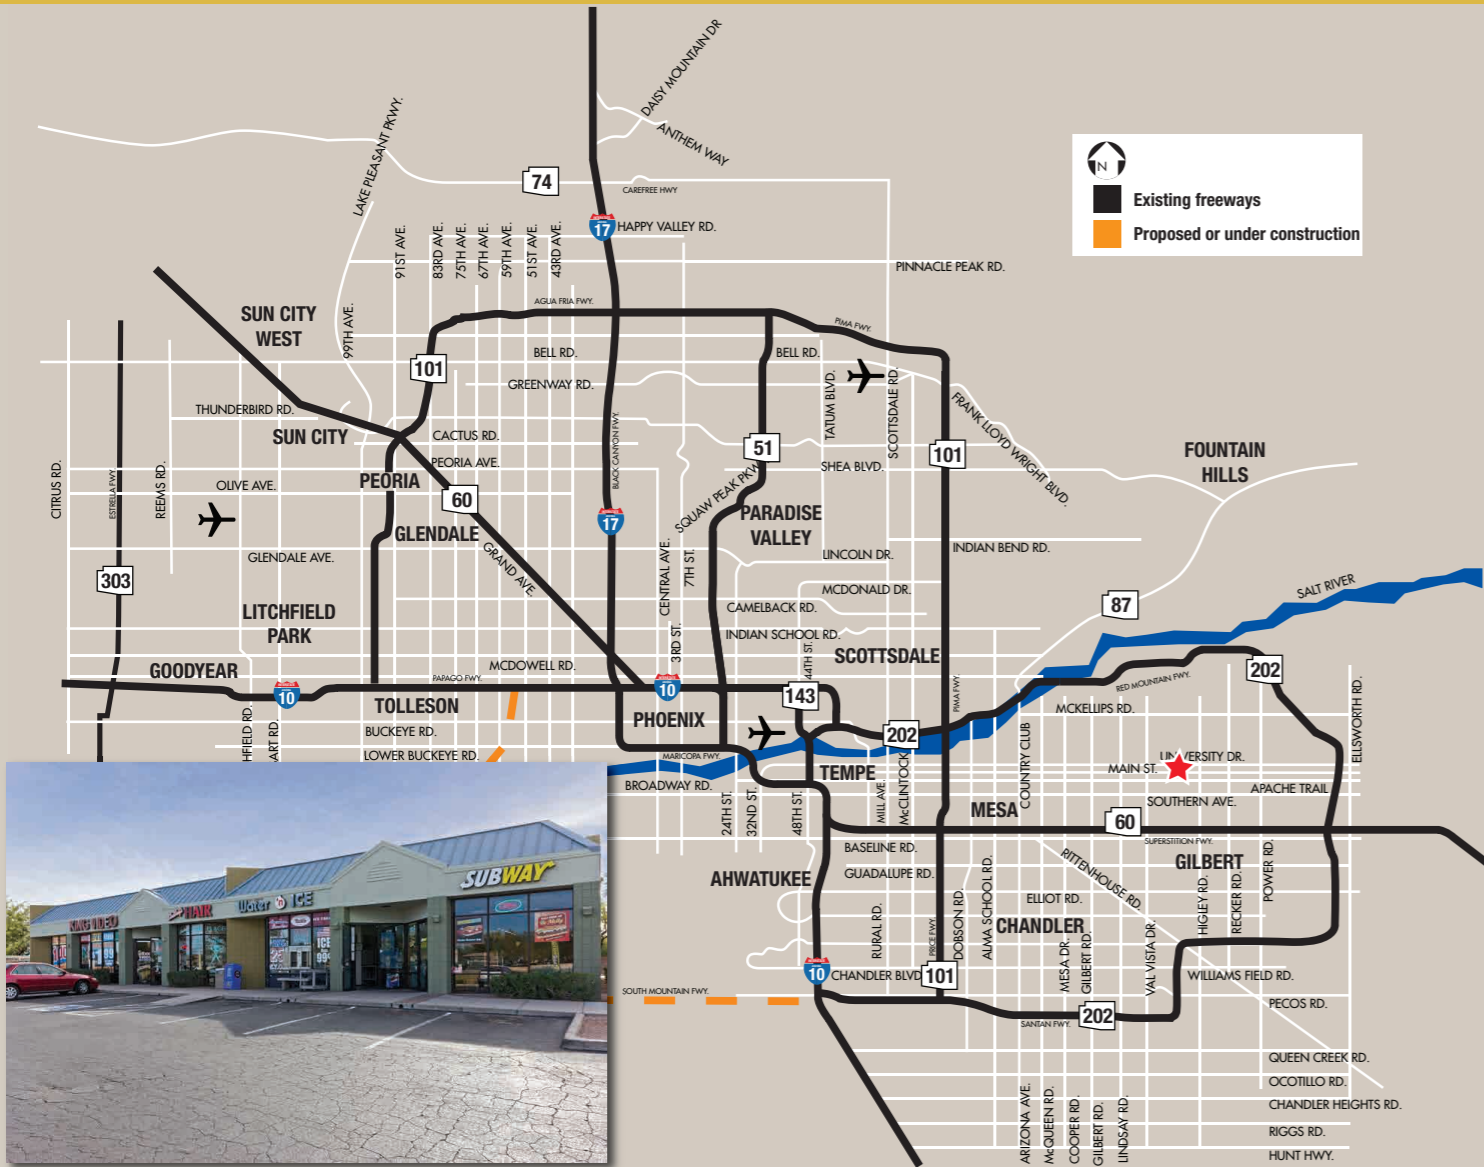 DAISY MOUNTAIN DR
ANTHEM WAY
LAKE PLEASANT PKWY.
74
CAREFREE HWY
N
Existing freeways
Proposed or under construction
17
HAPPY VALLEY RD.
PINNACLE PEAK RD.
91ST AVE.
83RD AVE.
75TH AVE.
67TH AVE.
59TH AVE.
51ST AVE.
43RD AVE.
AGUA FRIA FWY.
PIMA FWY.
SUN CITY
WEST
99TH AVE.
101
BELL RD.
BELL RD.
GREENWAY RD.
TATUM BLVD.
SCOTTSDALE RD.
FRANK LLOYD WRIGHT BLVD.
THUNDERBIRD RD.
SUN CITY
CACTUS RD.
PEORIA AVE.
BLACK CANYON FWY.
51
101
SHEA BLVD.
FOUNTAIN
HILLS
CITRUS RD.
ESTRELLA FWY.
REEMS RD.
OLIVE AVE.
PEORIA
60
SQUAW PEAK PKW
17
PARADISE
VALLEY
GLENDALE
GRAND AVE.
GLENDALE AVE.
CENTRAL AVE.
7TH ST.
LINCOLN DR.
INDIAN BEND RD.
303
MCDONALD DR.
SALT RIVER
87
LITCHFIELD
PARK
CAMELBACK RD.
INDIAN SCHOOL RD.
3RD ST.
44TH ST.
SCOTTSDALE
GOODYEAR
MCDOWELL RD.
PAPAGO FWY.
10
10
143
PIMA FWY.
RED MOUNTAIN FWY.
202
ELLSWORTH RD.
TOLLESON
PHOENIX
MCKELLIPS RD.
HFIELD RD.
ART RD.
BUCKEYE RD.
LOWER BUCKEYE RD.
MARICOPA FWY.
202
COUNTRY CLUB
TEMPE
MAIN ST.
UNIVERSITY DR.
BROADWAY RD.
24TH ST.
32ND ST.
48TH ST.
MILL AVE.
McCLINTOCK
APACHE TRAIL
SOUTHERN AVE.
MESA
60
SUPERSTITION FWY.
BASELINE RD.
GUADALUPE RD.
AHWATUKEE
RITTENHOUSE RD.
GILBERT
POWER RD.
RECKER RD.
HIGLEY RD.
ELLIOT RD.
RURAL RD.
PRICE FWY.
DOBSON RD.
ALMA SCHOOL RD.
CHANDLER
MESA DR.
GILBERT RD.
VAL VISTA DR.
10
CHANDLER BLVD
101
WILLIAMS FIELD RD.
SOUTH MOUNTAIN FWY.
SANTAN FWY.
202
PECOS RD.
QUEEN CREEK RD.
OCOTILLO RD.
CHANDLER HEIGHTS RD.
RIGGS RD.
HUNT HWY.
ARIZONA AVE.
McQUEEN RD.
COOPER RD.
GILBERT RD.
LINDSAY RD.
KING VIDEO
HAIR
Water 'n ICE
SUBWAY
ICE